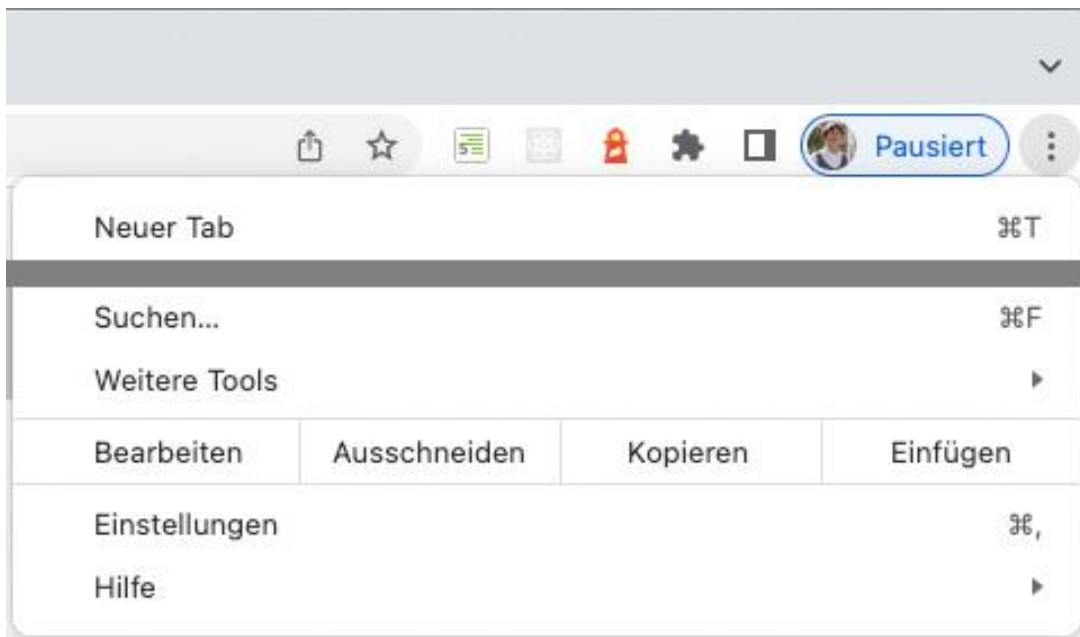 Pausiert
Neuer Tab ⌘T
Suchen... ⌘F
Weitere Tools
Bearbeiten Ausschneiden Kopieren Einfügen
Einstellungen ⌘,
Hilfe